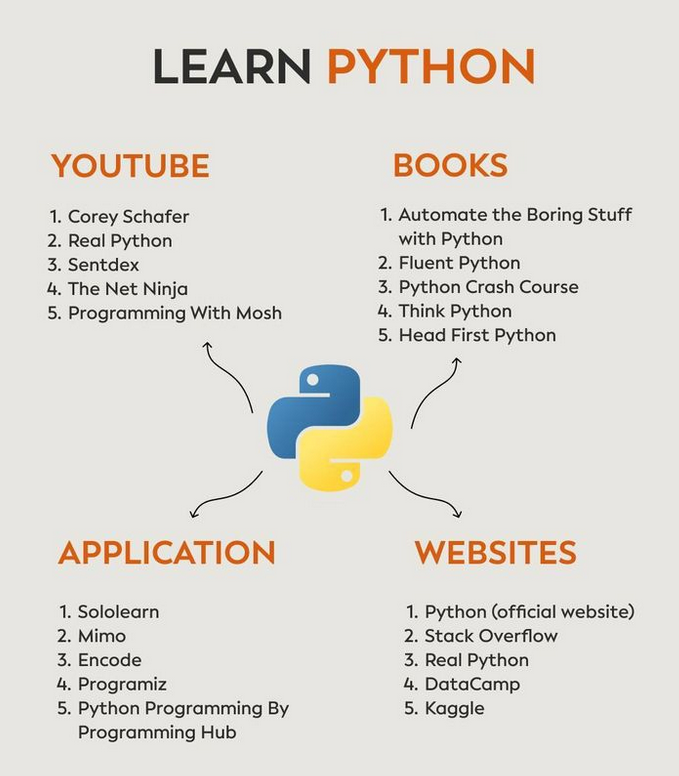 LEARN PYTHON
YOUTUBE
1. Corey Schafer
2. Real Python
3. Sentdex
4. The Net Ninja
5. Programming With Mosh
BOOKS
1. Automate the Boring Stuff
with Python
2. Fluent Python
3. Python Crash Course
4. Think Python
5. Head First Python
APPLICATION
1. Sololearn
2. Mimo
3. Encode
4. Programiz
5. Python Programming By
Programming Hub
WEBSITES
1. Python (official website)
2. Stack Overflow
3. Real Python
4. DataCamp
5. Kaggle